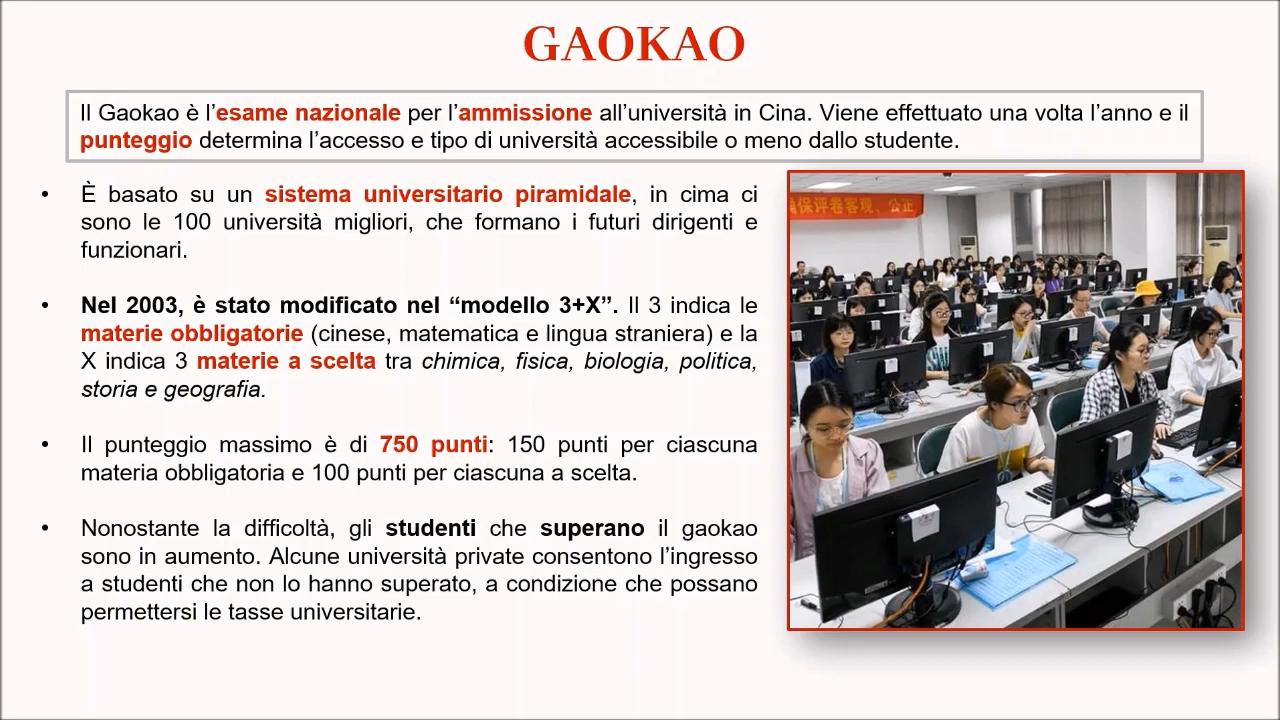 GAOKAO
Il Gaokao è l’esame nazionale per l’ammissione all’università in Cina. Viene effettuato una volta l’anno e il
punteggio determina l’accesso e tipo di università accessibile o meno dallo studente.
• È basato su un sistema universitario piramidale, in cima ci
sono le 100 università migliori, che formano i futuri dirigenti e
funzionari.
• Nel 2003, è stato modificato nel “modello 3+X”. Il 3 indica le
materie obbligatorie (cinese, matematica e lingua straniera) e la
X indica 3 materie a scelta tra chimica, fisica, biologia, politica,
storia e geografia.
• Il punteggio massimo è di 750 punti: 150 punti per ciascuna
materia obbligatoria e 100 punti per ciascuna a scelta.
• Nonostante la difficoltà, gli studenti che superano il gaokao
sono in aumento. Alcune università private consentono l’ingresso
a studenti che non lo hanno superato, a condizione che possano
permettersi le tasse universitarie.
确保评卷客观、公正